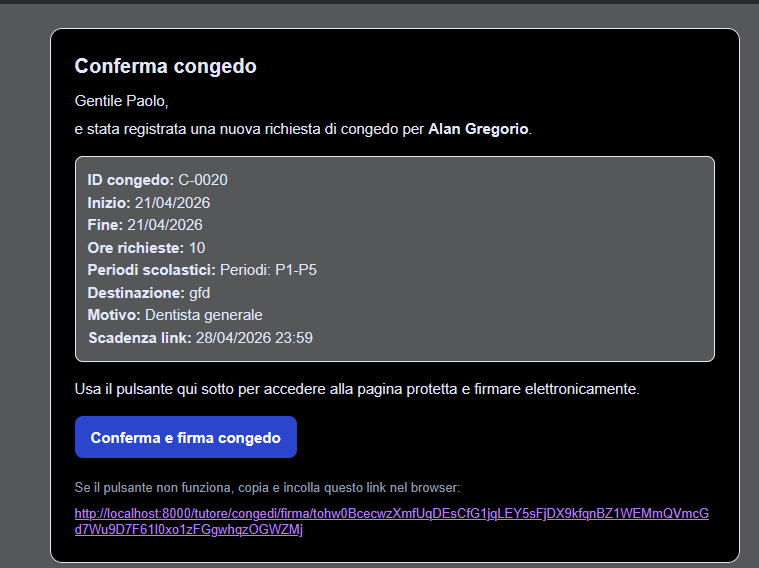 Conferma congedo
Gentile Paolo,
e stata registrata una nuova richiesta di congedo per Alan Gregorio.
ID congedo: C-0020
Inizio: 21/04/2026
Fine: 21/04/2026
Ore richieste: 10
Periodi scolastici: Periodi: P1-P5
Destinazione: gfd
Motivo: Dentista generale
Scadenza link: 28/04/2026 23:59
Usa il pulsante qui sotto per accedere alla pagina protetta e firmare elettronicamente.
Conferma e firma congedo
Se il pulsante non funziona, copia e incolla questo link nel browser:
http://localhost:8000/tutore/congedi/firma/tohw0BcecwzXmfUqDEsCfG1jqLEY5sFjDX9kfqnBZ1WEMmQVmcG
d7Wu9D7F61I0xo1zFGgwhqzOGWZMj